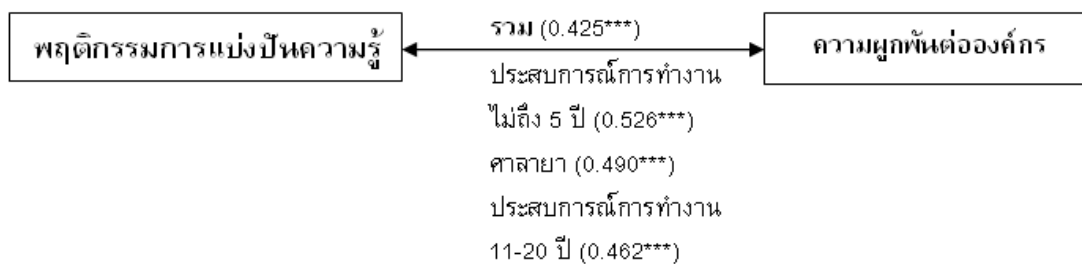 รวม (0.425***)
พฤติกรรมการแบ่งปันความรู้
ความผูกพันต่อองค์กร
ประสบการณ์การทำงาน
ไม่ถึง 5 ปี (0.526***)
ศาลายา (0.490***)
ประสบการณ์การทำงาน
11-20 ปี (0.462***)